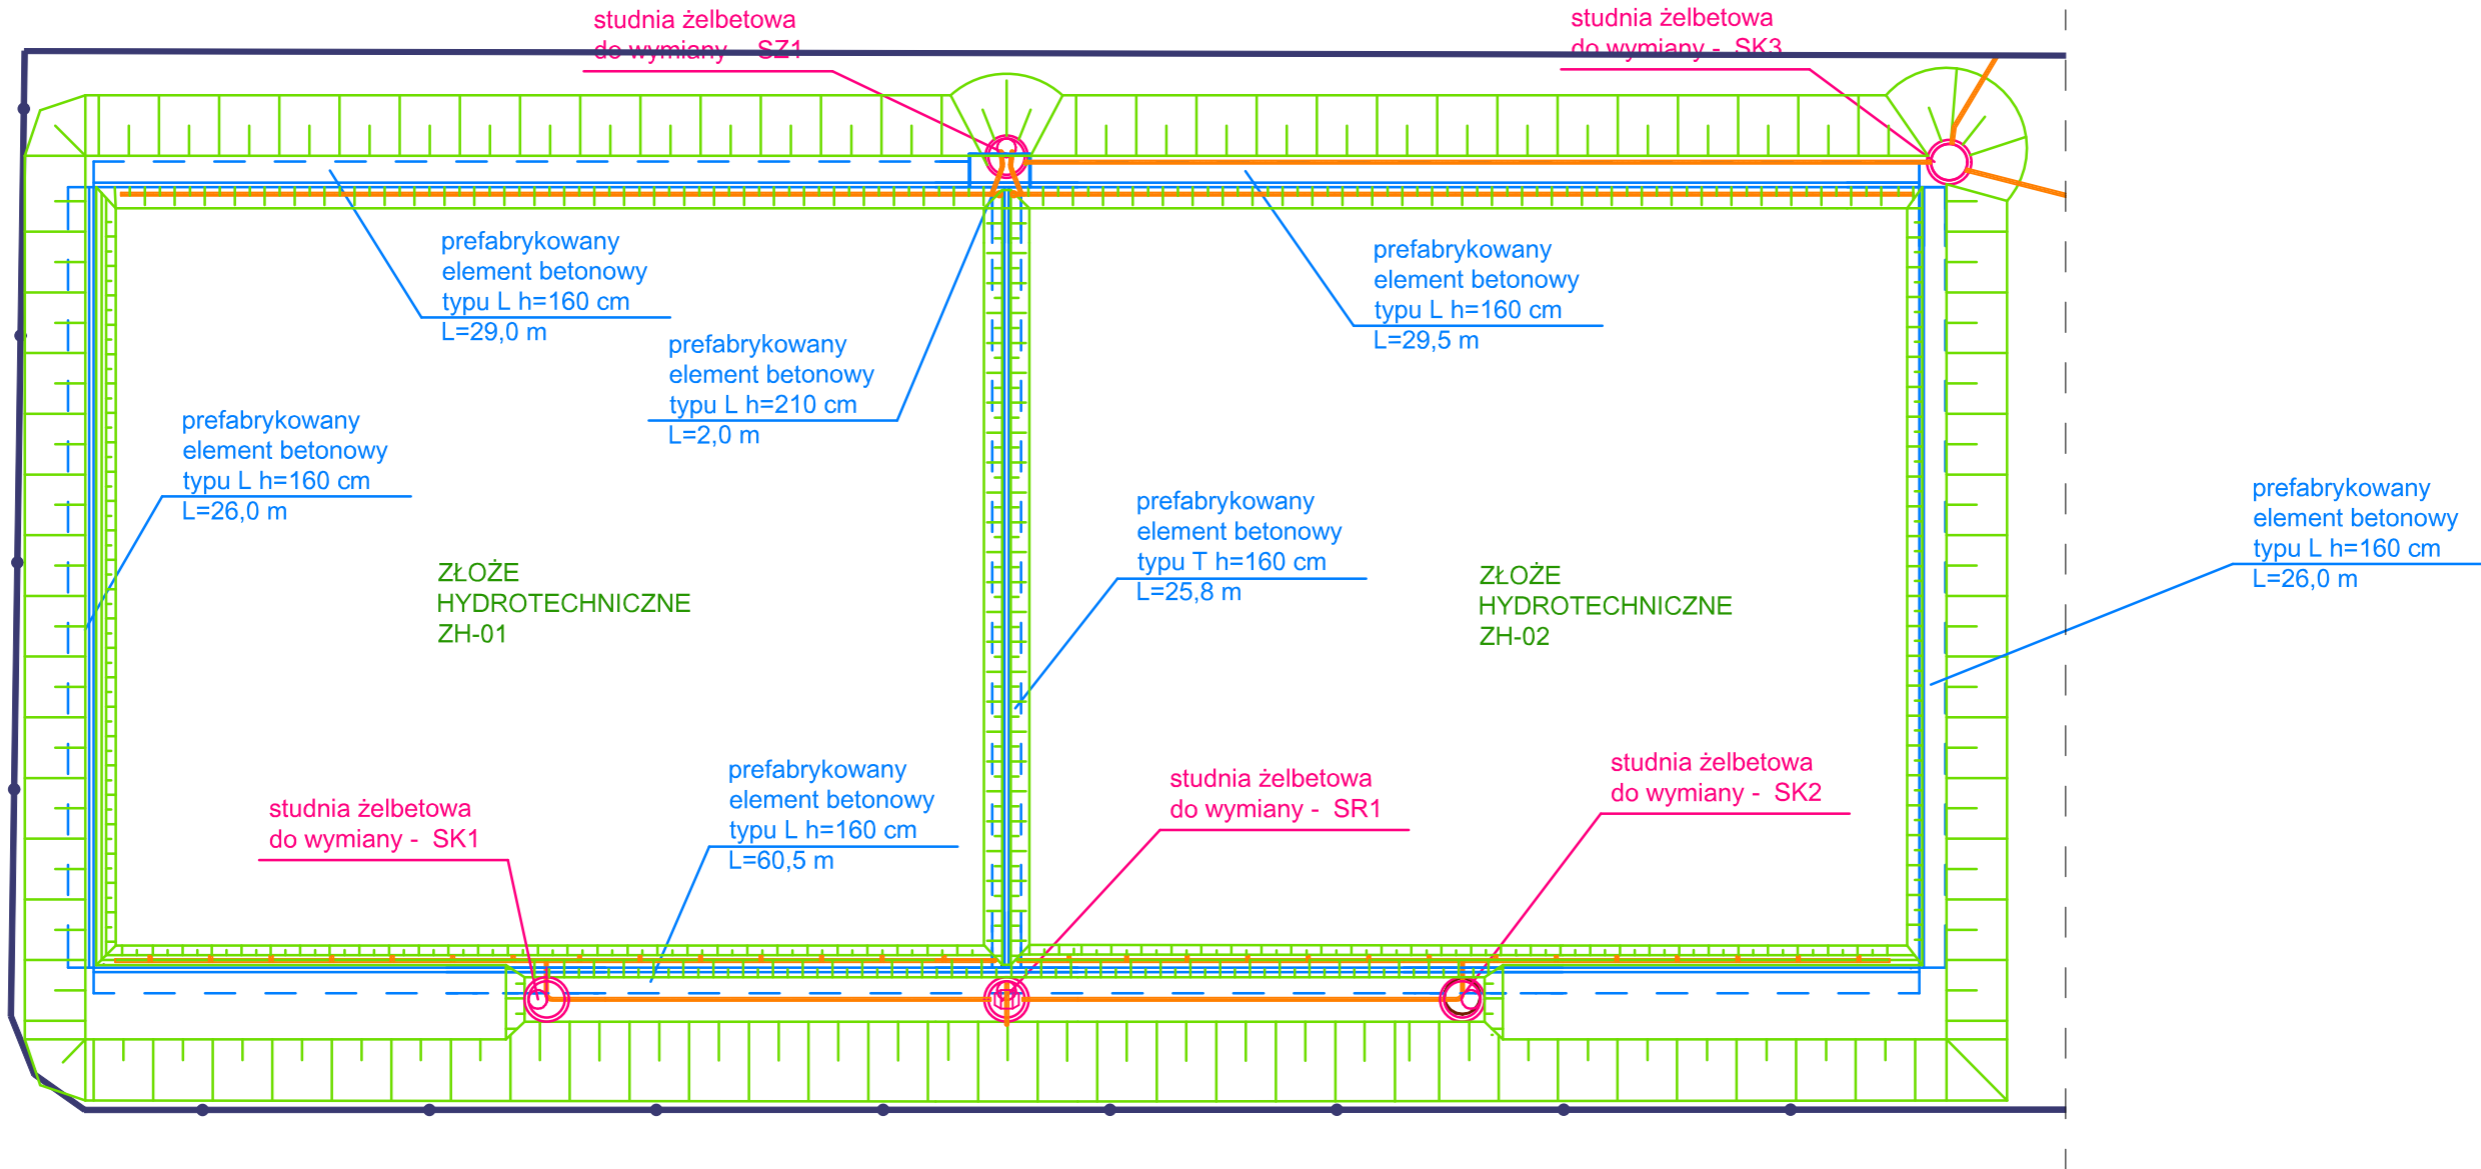 studnia żelbetowa
do wymiany - SZ1
studnia żelbetowa
do wymiany - SK3
prefabrykowany
element betonowy
typu L h=160 cm
L=29,0 m
prefabrykowany
element betonowy
typu L h=160 cm
L=29,5 m
prefabrykowany
element betonowy
typu L h=210 cm
L=2,0 m
prefabrykowany
element betonowy
typu L h=160 cm
L=26,0 m
prefabrykowany
element betonowy
typu T h=160 cm
L=25,8 m
prefabrykowany
element betonowy
typu L h=160 cm
L=26,0 m
ZŁOŻE
HYDROTECHNICZNE
ZH-01
ZŁOŻE
HYDROTECHNICZNE
ZH-02
studnia żelbetowa
do wymiany - SK1
prefabrykowany
element betonowy
typu L h=160 cm
L=60,5 m
studnia żelbetowa
do wymiany - SR1
studnia żelbetowa
do wymiany - SK2